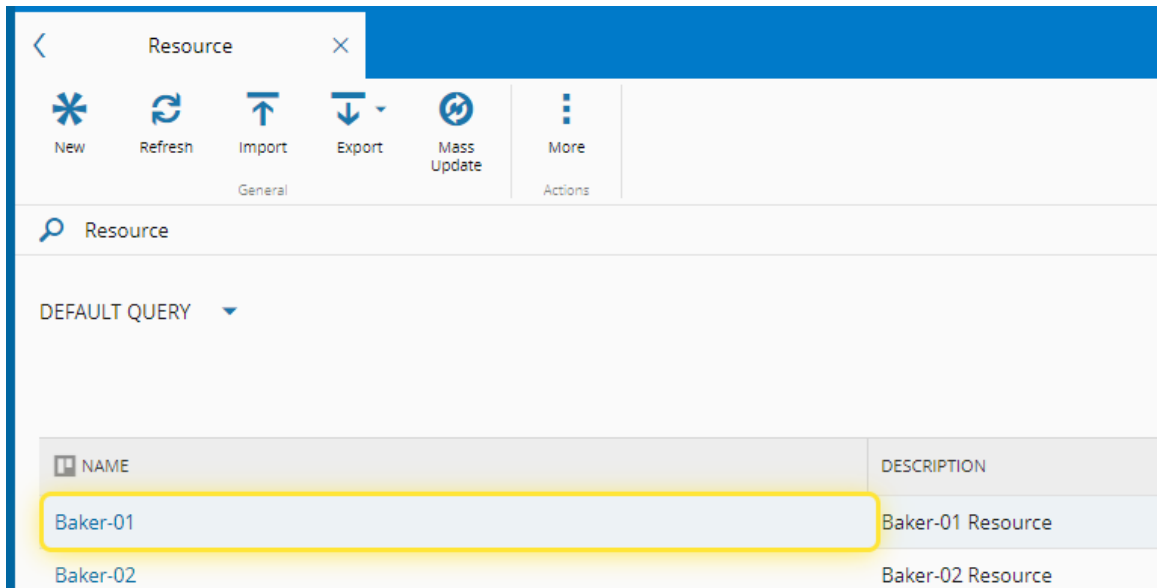 Resource
New Refresh Import Export Mass Update More
General Actions
Resource
DEFAULT QUERY
NAME DESCRIPTION
Baker-01 Baker-01 Resource
Baker-02 Baker-02 Resource